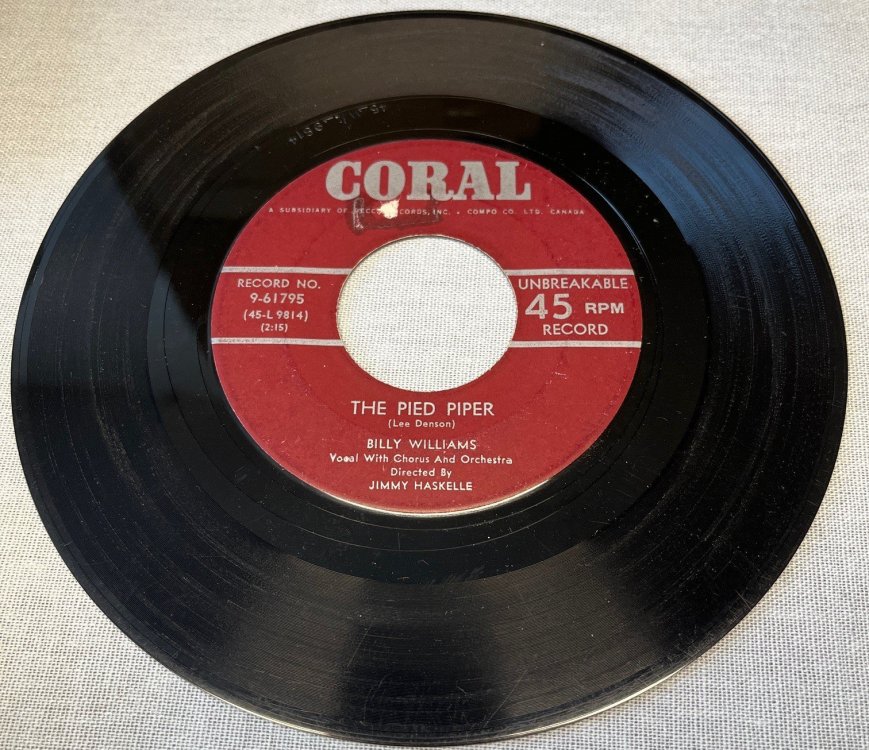 45-L 9814
CORAL
A SUBSIDIARY OF DECCA RECORDS, INC. • COMPO CO. LTD. CANADA
RECORD NO.
9-61795
(45-L 9814)
(2:15)
UNBREAKABLE
45 RPM
RECORD
THE PIED PIPER
(Lee Denson)
BILLY WILLIAMS
Vocal With Chorus And Orchestra
Directed By
JIMMY HASKELLE